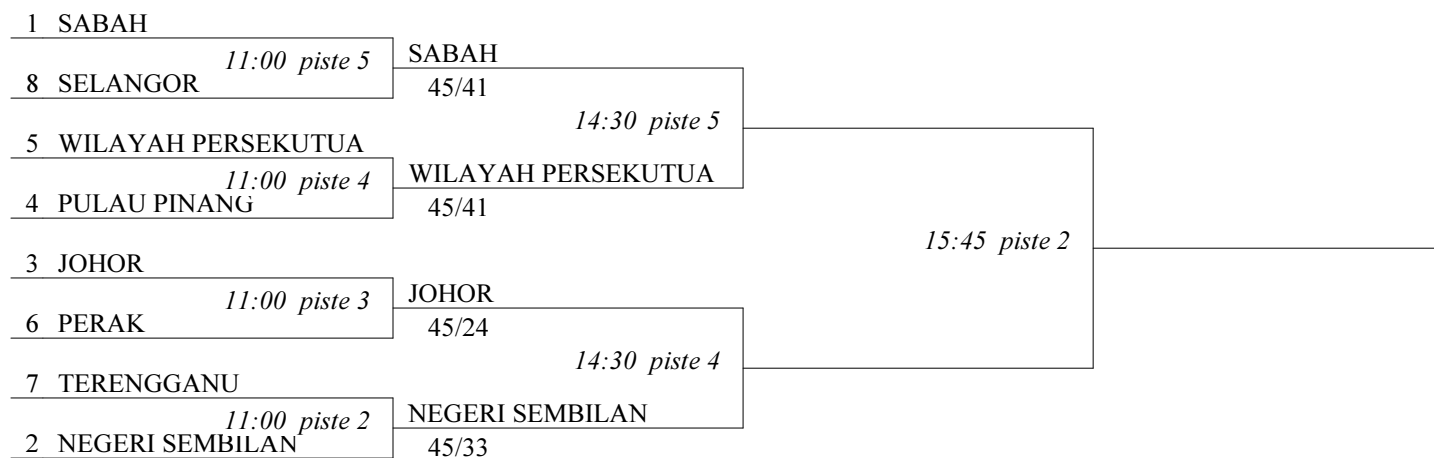 1 SABAH
11:00 piste 5
SABAH
8 SELANGOR
45/41
14:30 piste 5
5 WILAYAH PERSEKUTUA
11:00 piste 4
WILAYAH PERSEKUTUA
4 PULAU PINANG
45/41
15:45 piste 2
3 JOHOR
11:00 piste 3
JOHOR
6 PERAK
45/24
14:30 piste 4
7 TERENGGANU
11:00 piste 2
NEGERI SEMBILAN
2 NEGERI SEMBILAN
45/33